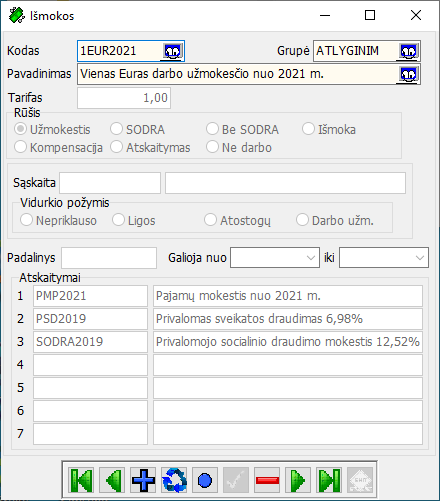 Išmokos
Kodas 1EUR2021 Grupė ATLYGINIM
Pavadinimas Vienas Euras darbo užmokesčio nuo 2021 m.
Tarifas 1,00
Rūšis
Užmokestis SODRA Be SODRA Išmoka
Kompensacija Atskaitymas Ne darbo
Sąskaita
Vidurkio požymis
Nepriklauso Ligos Atostogų Darbo užm.
Padalinys Galioja nuo iki
Atskaitymai
1 PMP2021 Pajamų mokestis nuo 2021 m.
2 PSD2019 Privalomas sveikatos draudimas 6,98%
3 SODRA2019 Privalomojo socialinio draudimo mokestis 12,52%
4
5
6
7